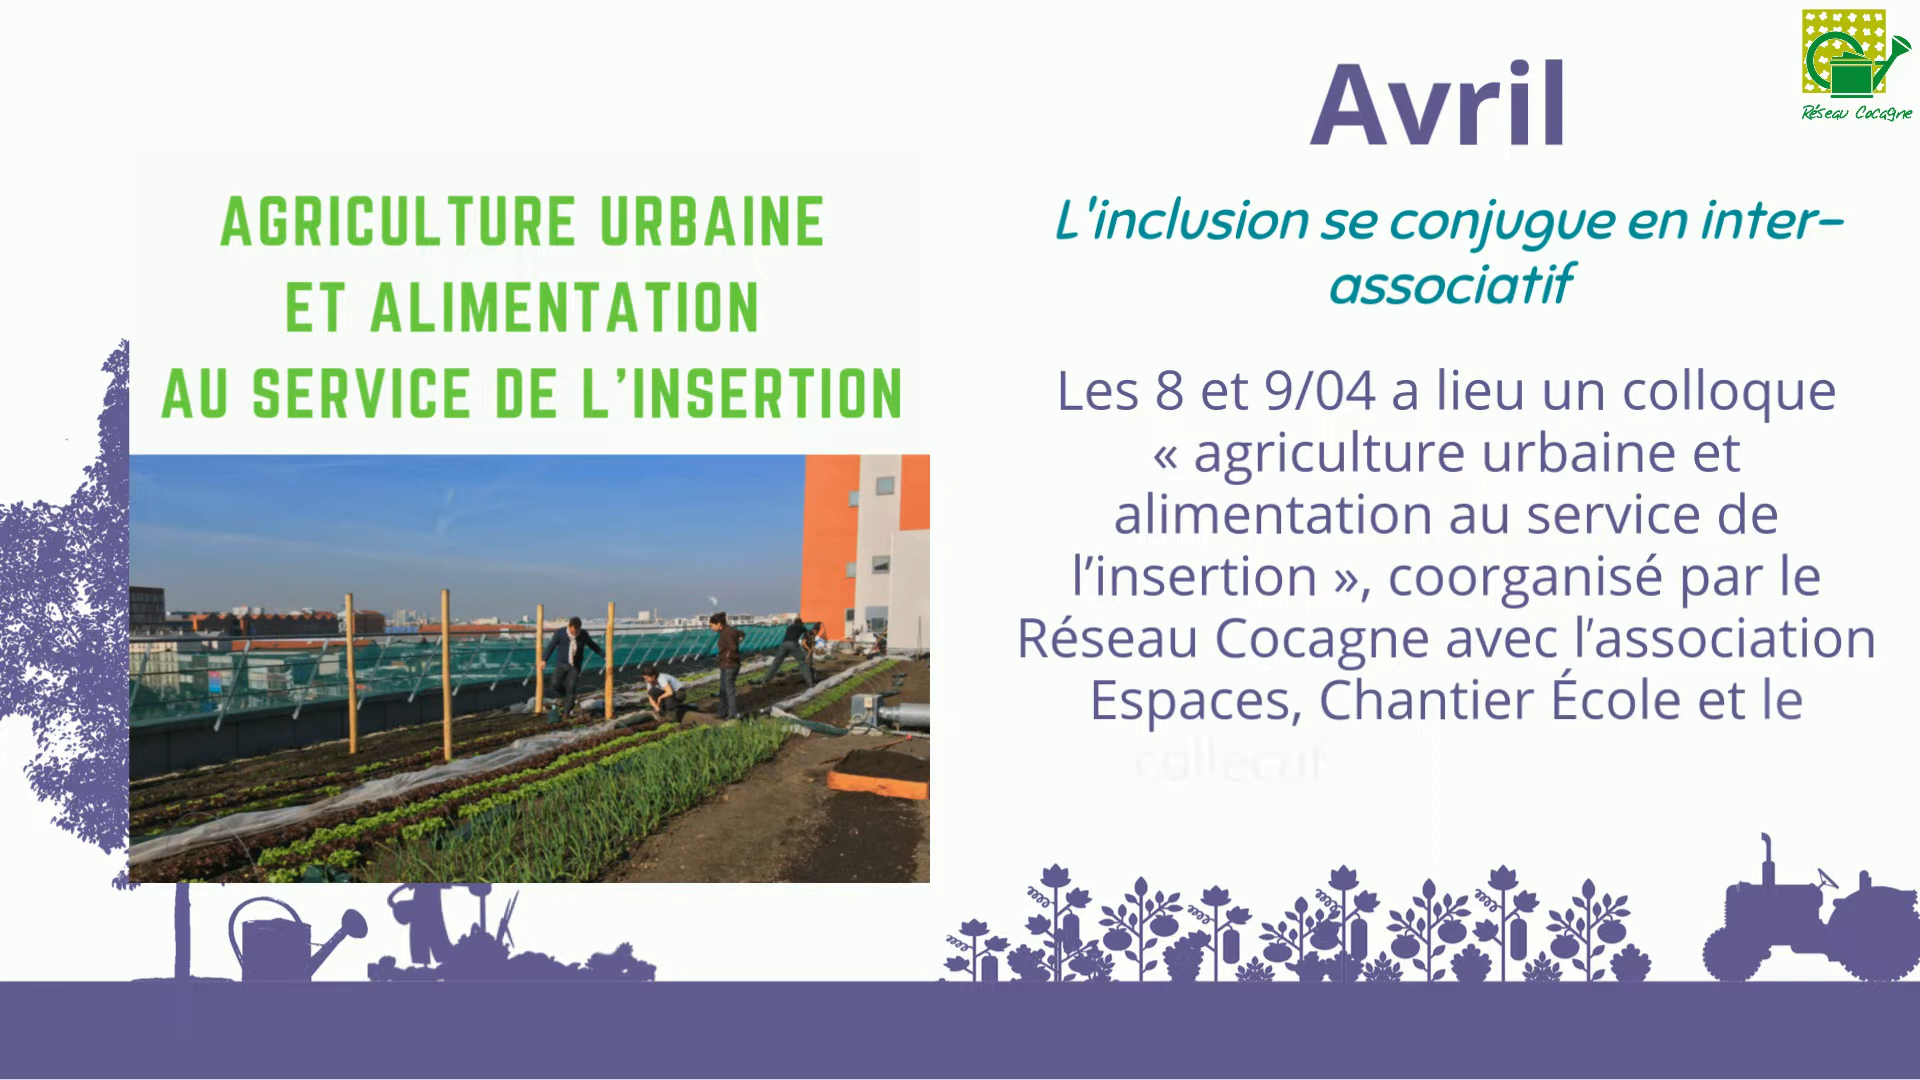 AGRICULTURE URBAINE
ET ALIMENTATION
AU SERVICE DE L'INSERTION
Avril
L'inclusion se conjugue en inter-
associatif
Les 8 et 9/04 a lieu un colloque
« agriculture urbaine et
alimentation au service de
l’insertion », coorganisé par le
Réseau Cocagne avec l’association
Espaces, Chantier École et le
collectif
Réseau Cocagne